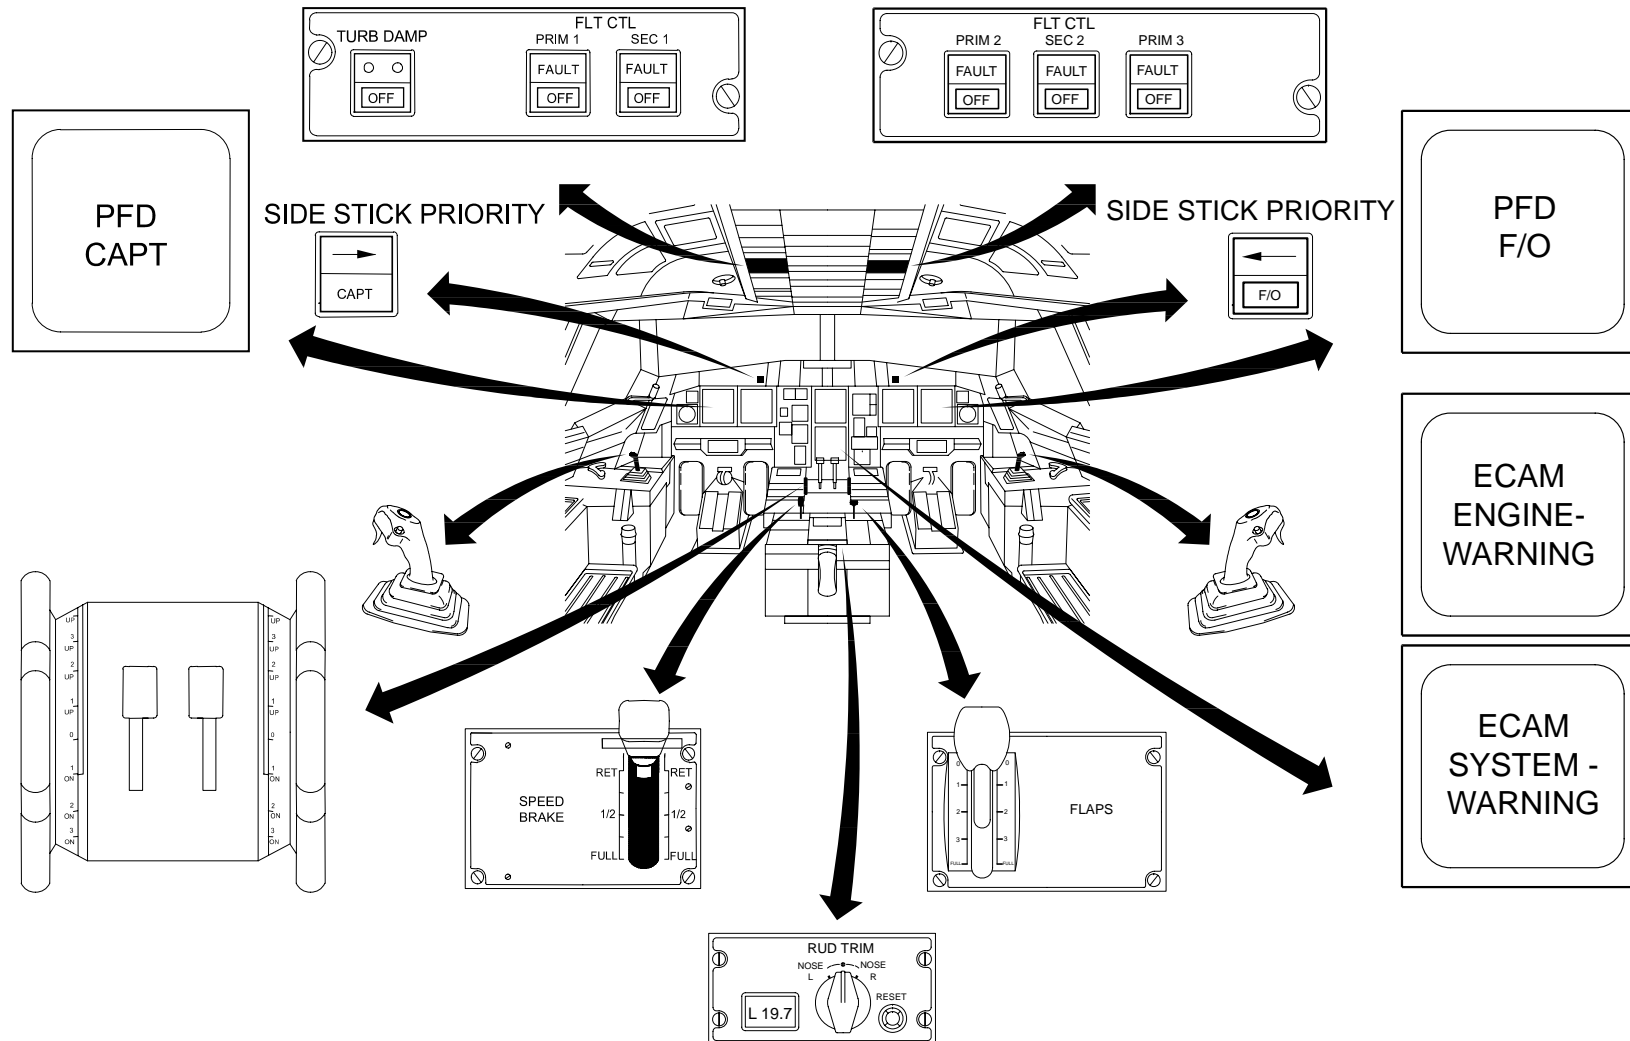 FLT CTL
TURB DAMP PRIM 1 SEC 1
FAULT FAULT
OFF OFF OFF
FLT CTL
PRIM 2 SEC 2 PRIM 3
FAULT FAULT FAULT
OFF OFF OFF
PFD
CAPT
SIDE STICK PRIORITY
CAPT
SIDE STICK PRIORITY
F/O
PFD
F/O
ECAM
ENGINE-
WARNING
ECAM
SYSTEM -
WARNING
UP UP
3 3
UP UP
2 2
UP UP
1 1
UP UP
0 0
1 1
ON ON
2 2
ON ON
3 3
ON ON
SPEED
BRAKE
RET RET
1/2 1/2
FULL FULL
0 0
1 1
2 2
3 3
FULL FULL
FLAPS
RUD TRIM
NOSE NOSE
L R
RESET
L 19.7